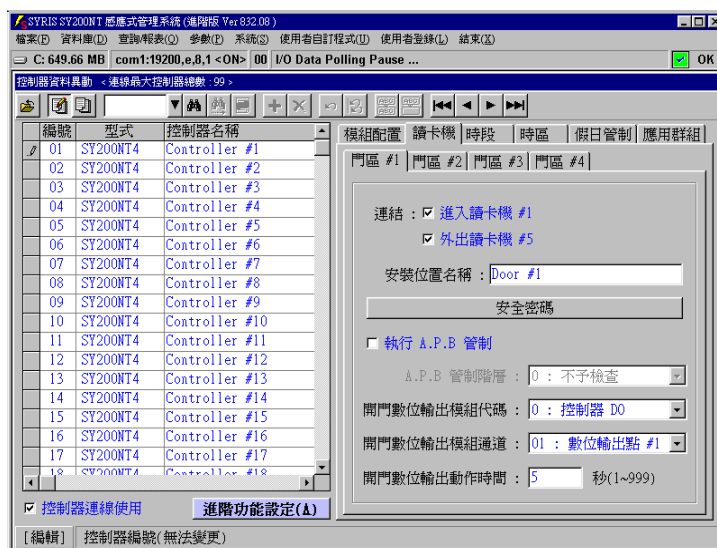 SYRIS SY200NT 感應式管理系統 (進階版 Ver 832.08 )
檔案(F) 資料庫(D) 查詢/報表(Q) 參數(P) 系統(S) 使用者自訂程式(U) 使用者登錄(L) 結束(X)
C: 649.66 MB com1:19200,e,8,1 <ON> 00 I/O Data Polling Pause ... OK
控制器資料異動 < 連線最大控制器總數 : 99 >
編號 型式 控制器名稱
01 SY200NT4 Controller #1
02 SY200NT4 Controller #2
03 SY200NT4 Controller #3
04 SY200NT4 Controller #4
05 SY200NT4 Controller #5
06 SY200NT4 Controller #6
07 SY200NT4 Controller #7
08 SY200NT4 Controller #8
09 SY200NT4 Controller #9
10 SY200NT4 Controller #10
11 SY200NT4 Controller #11
12 SY200NT4 Controller #12
13 SY200NT4 Controller #13
14 SY200NT4 Controller #14
15 SY200NT4 Controller #15
16 SY200NT4 Controller #16
17 SY200NT4 Controller #17
18 SY200NT4 Controller #18
控制器連線使用 進階功能設定(A)
模組配置 讀卡機 時段 時區 假日管制 應用群組
門區 #1 門區 #2 門區 #3 門區 #4
連結 : 進入讀卡機 #1
外出讀卡機 #5
安裝位置名稱 : Door #1
安全密碼
執行 A.P.B 管制
A.P.B 管制階層 : 0 : 不予檢查
開門數位輸出模組代碼 : 0 : 控制器 DO
開門數位輸出模組通道 : 01 : 數位輸出點 #1
開門數位輸出動作時間 : 5 秒(1~999)
[編輯] 控制器編號(無法變更)